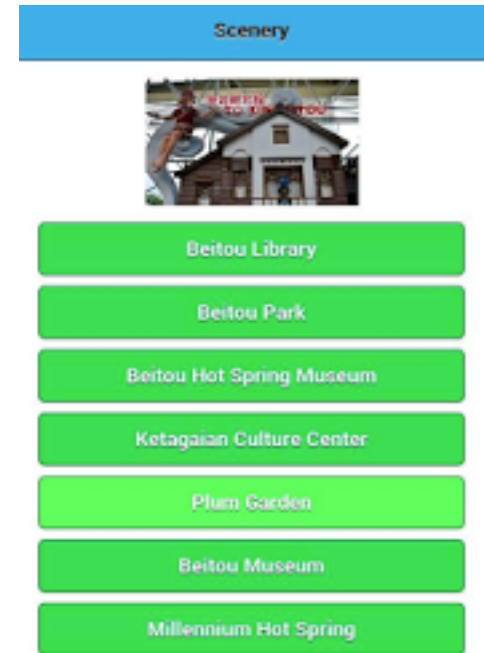 Scenery
Beitou Library
Beitou Park
Beitou Hot Spring Museum
Ketagaian Culture Center
Plum Garden
Beitou Museum
Millennium Hot Spring